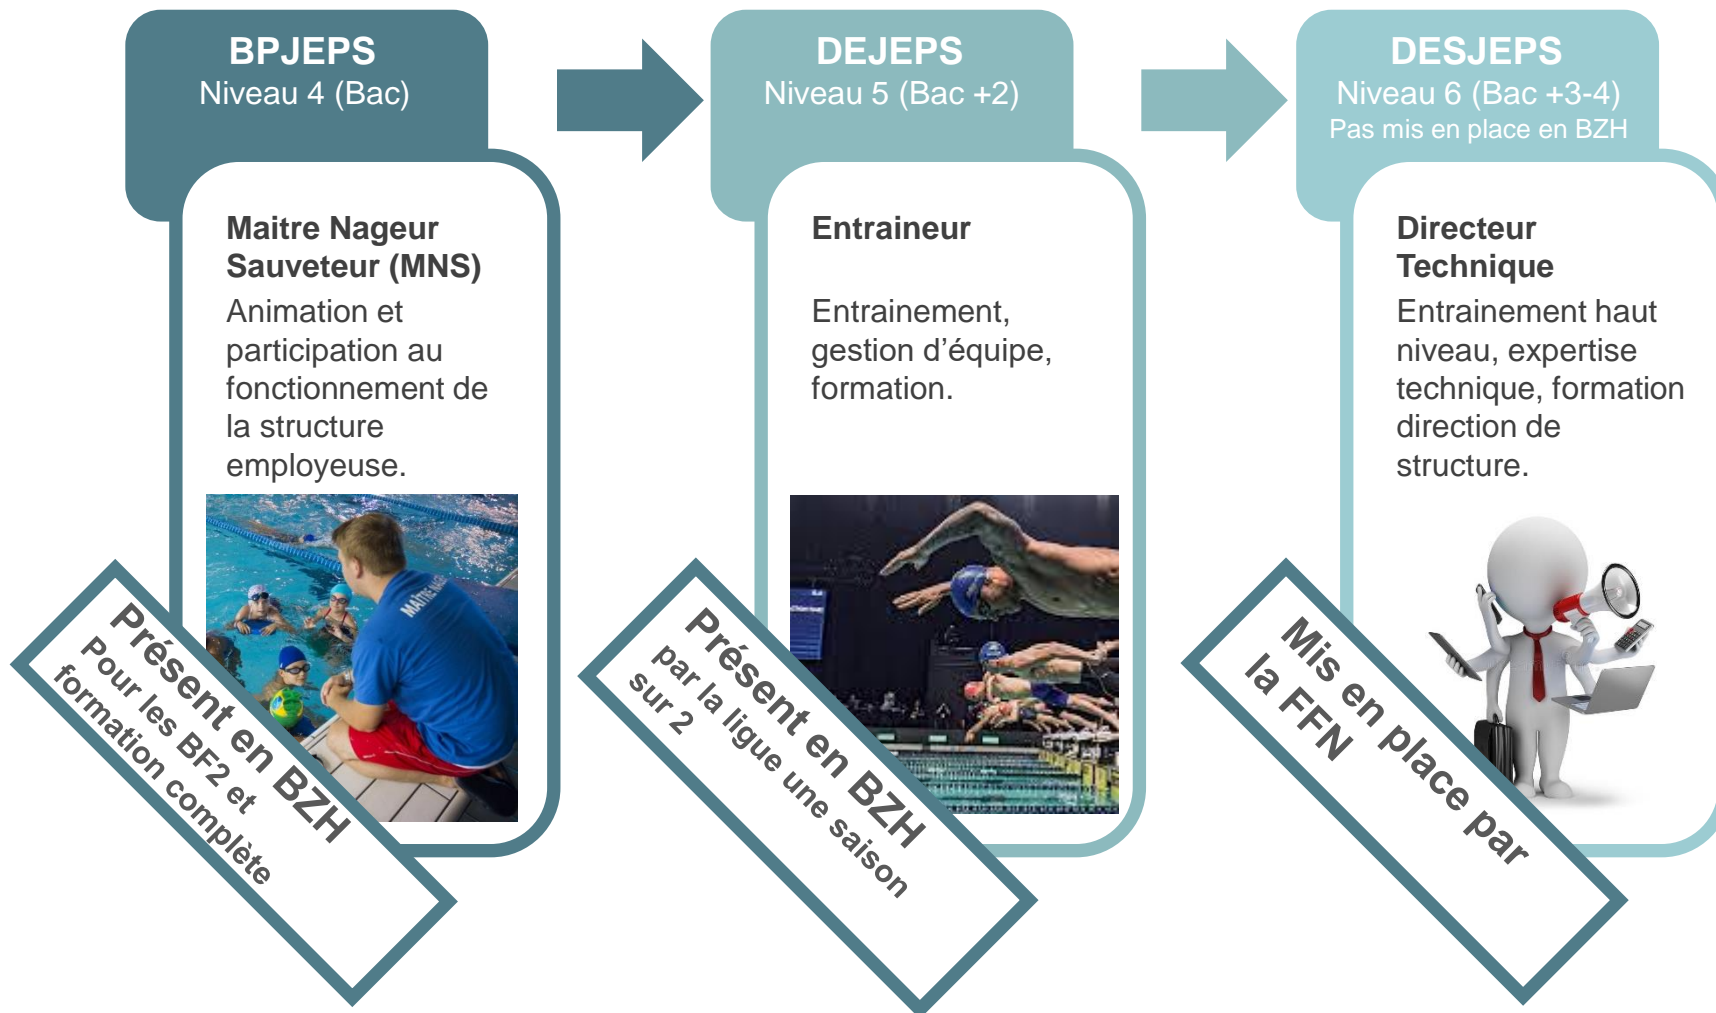 BPJEPS
Niveau 4 (Bac)
Maitre Nageur
Sauveteur (MNS)
Animation et
participation au
fonctionnement de
la structure
employeuse.
MAÎTRE NA
Présent en BZH
Pour les BF2 et
formation complète
DEJEPS
Niveau 5 (Bac +2)
Entraineur
Entrainement,
gestion d’équipe,
formation.
Présent en BZH
par la ligue une saison
sur 2
DESJEPS
Niveau 6 (Bac +3-4)
Pas mis en place en BZH
Directeur
Technique
Entrainement haut
niveau, expertise
technique, formation
direction de
structure.
Mis en place par
la FFN